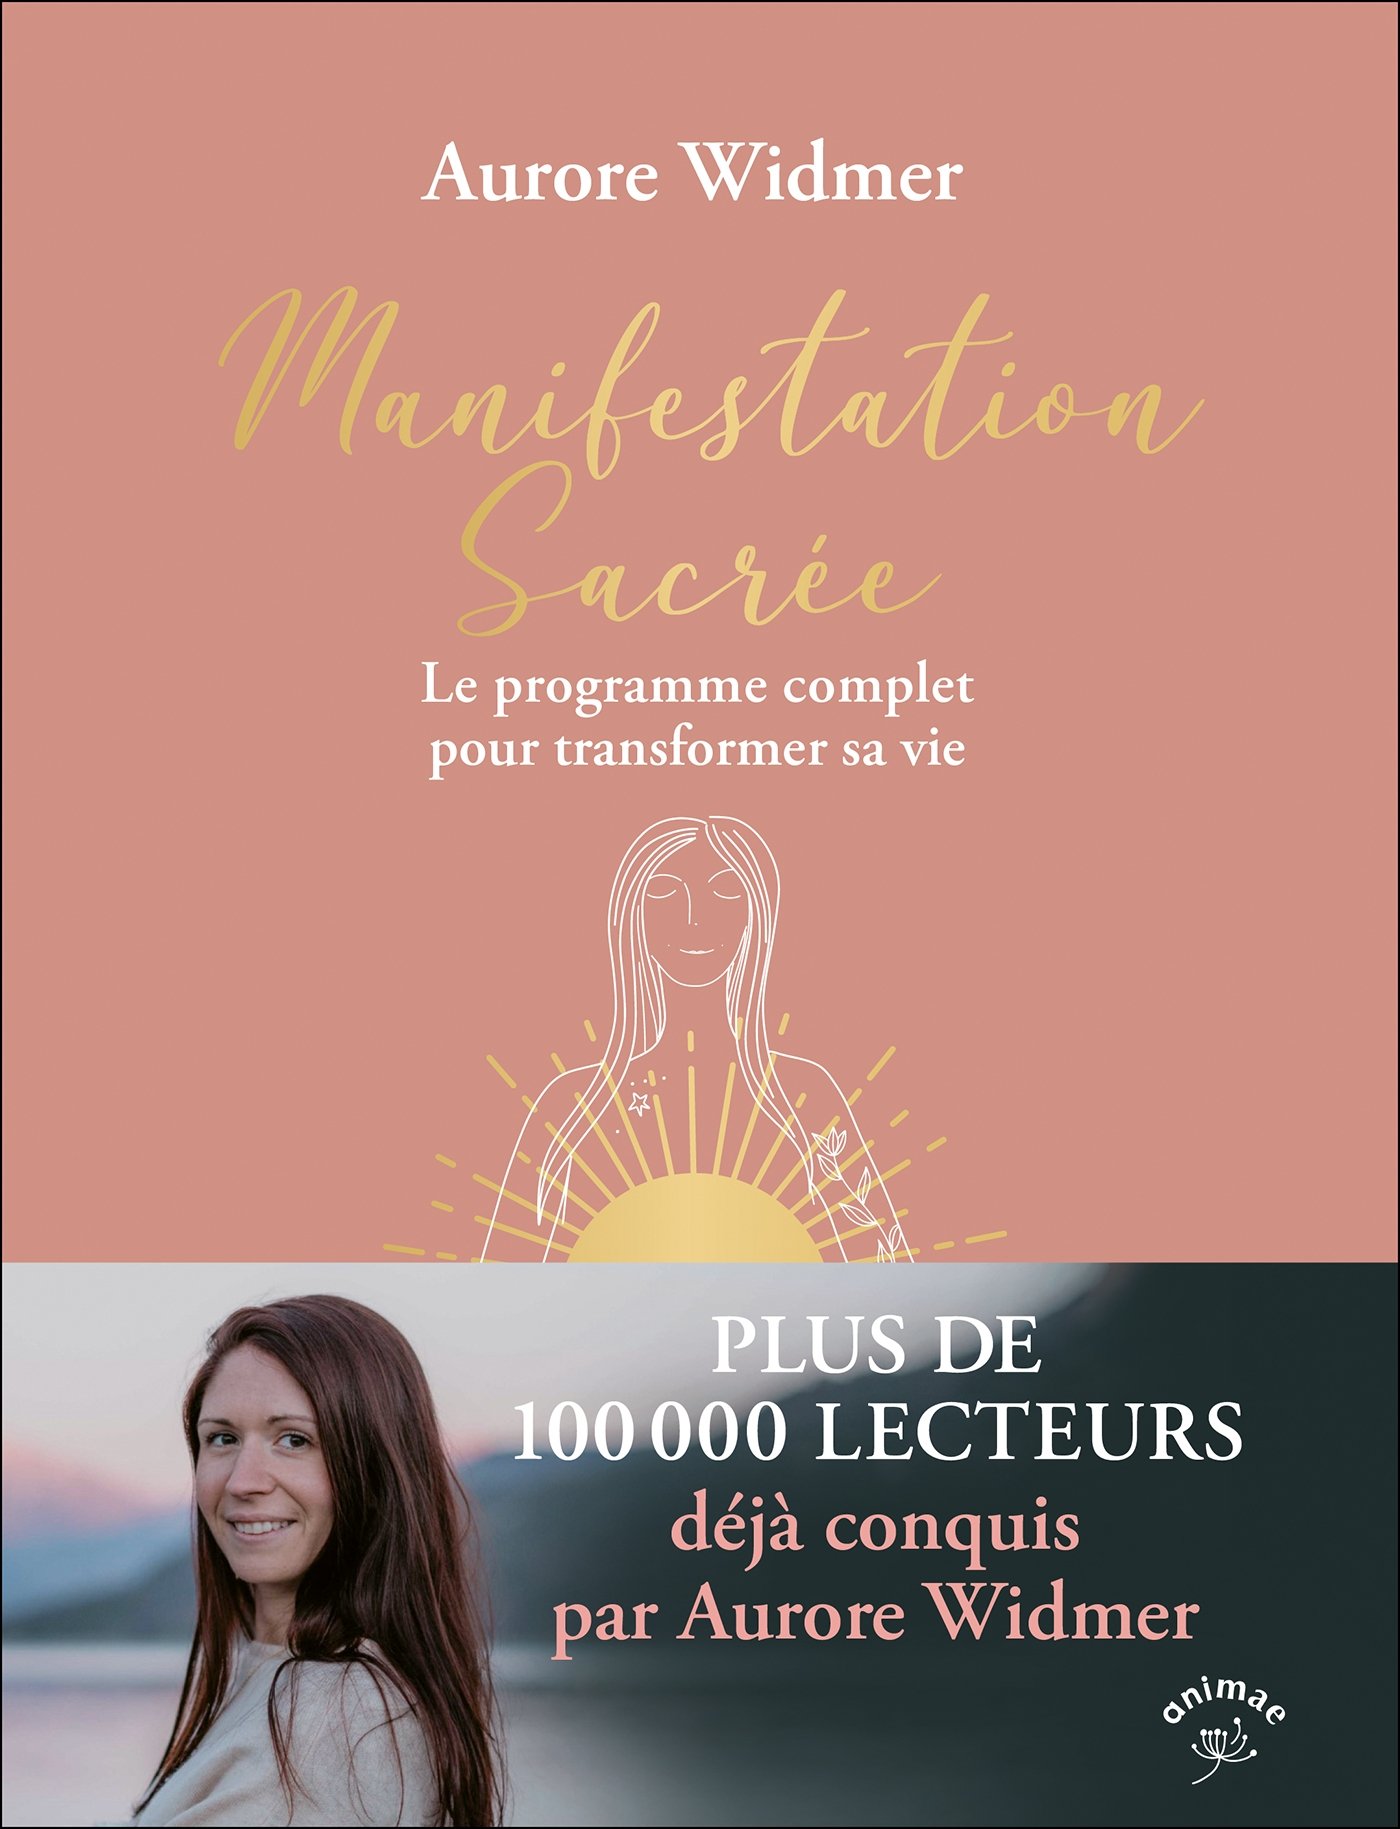 Aurore Widmer
Manifestation
Sacrée
Le programme complet
pour transformer sa vie
PLUS DE
100 000 LECTEURS
déjà conquis
par Aurore Widmer
animae